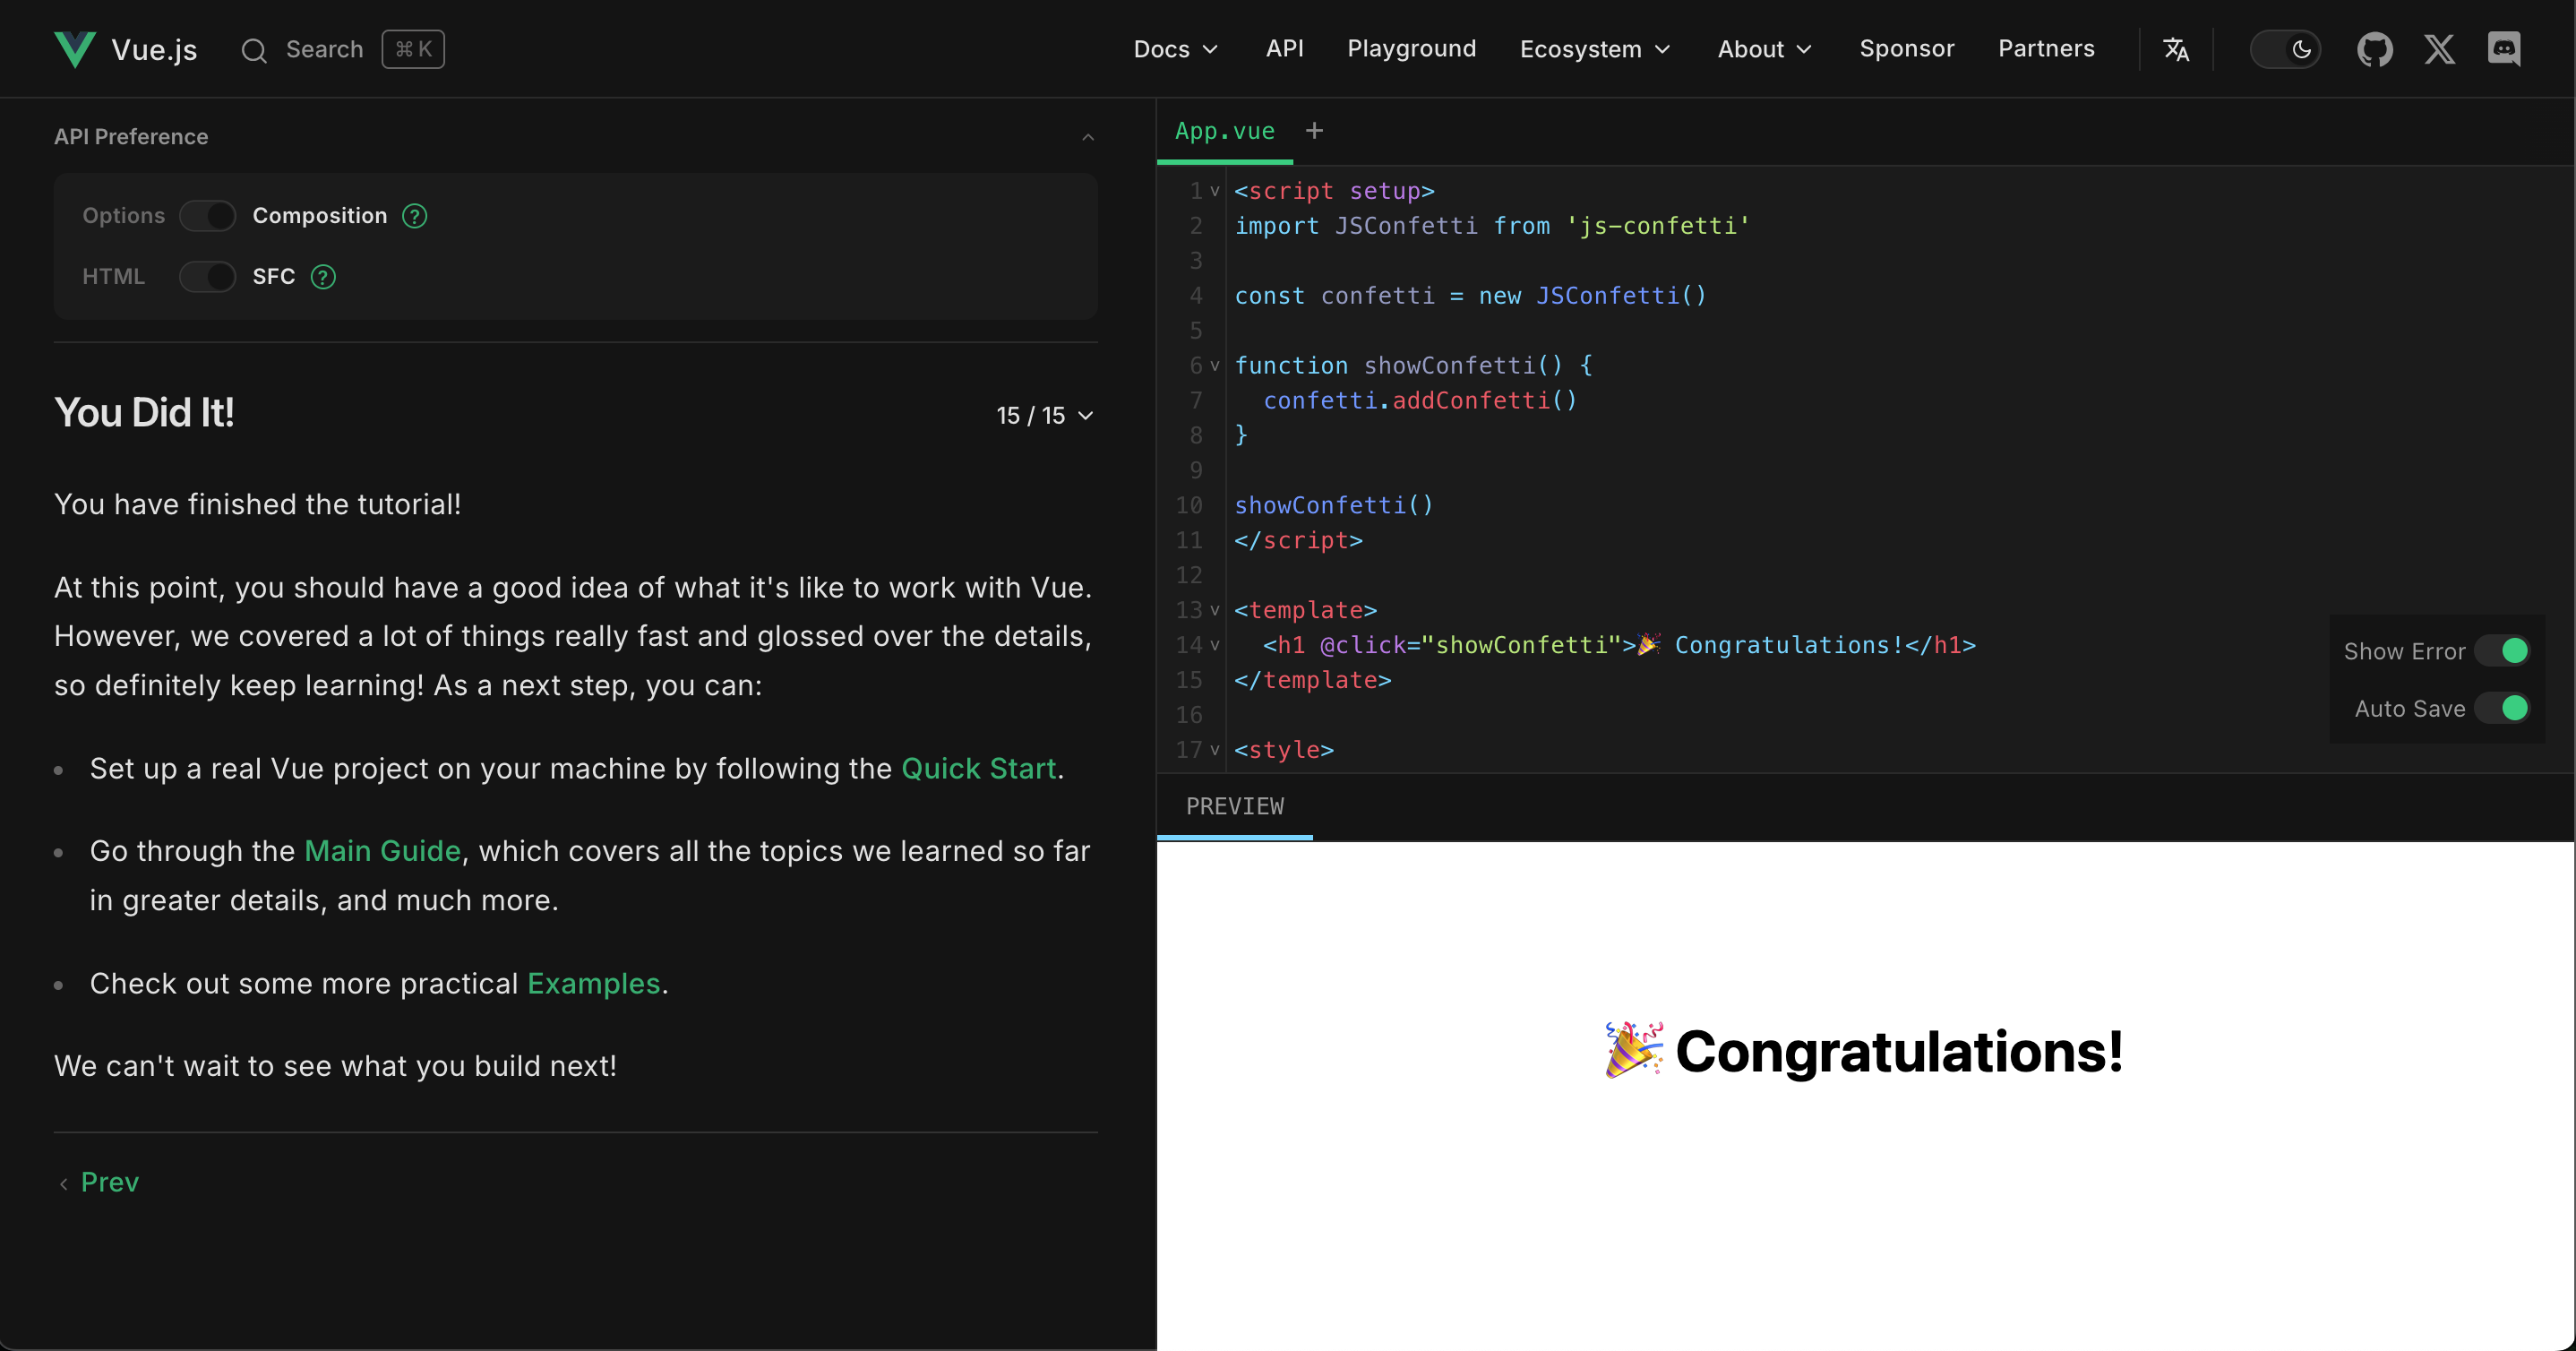 Vue.js Search ⌘ K Docs API Playground Ecosystem About Sponsor Partners
API Preference
Options Composition ?
HTML SFC ?
You Did It! 15 / 15
You have finished the tutorial!
At this point, you should have a good idea of what it's like to work with Vue.
However, we covered a lot of things really fast and glossed over the details,
so definitely keep learning! As a next step, you can:
• Set up a real Vue project on your machine by following the Quick Start.
• Go through the Main Guide, which covers all the topics we learned so far
in greater details, and much more.
• Check out some more practical Examples.
We can't wait to see what you build next!
‹ Prev
App.vue +
1 <script setup>
2 import JSConfetti from 'js-confetti'
3
4 const confetti = new JSConfetti()
5
6 function showConfetti() {
7   confetti.addConfetti()
8 }
9
10 showConfetti()
11 </script>
12
13 <template>
14   <h1 @click="showConfetti">🎉 Congratulations!</h1>
15 </template>
16
17 <style>
Show Error
Auto Save
PREVIEW
🎉 Congratulations!